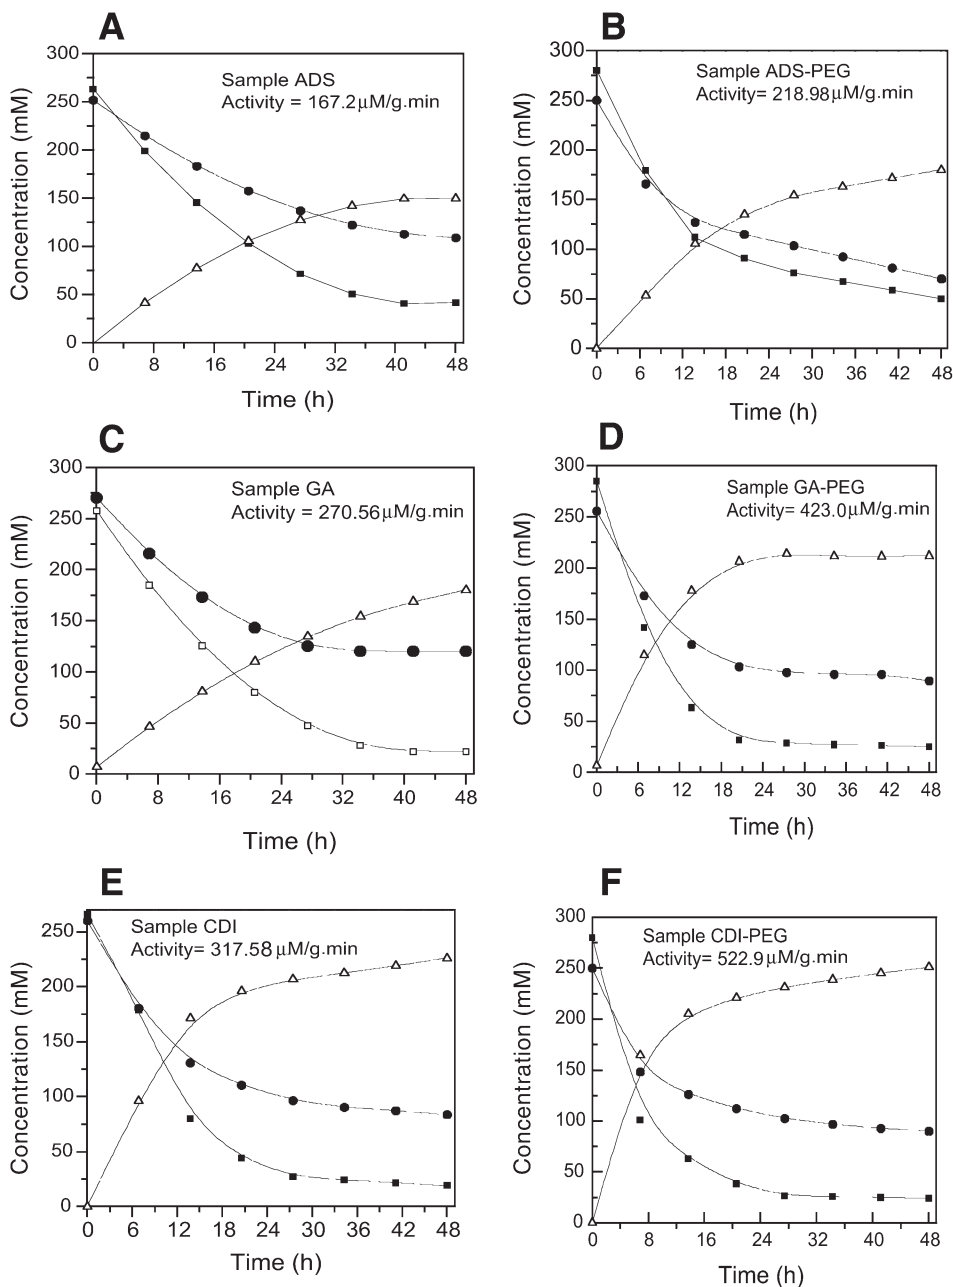 A
Sample ADS
Activity = 167.2μM/g.min
300
250
200
150
100
50
0
Concentration (mM)
0 8 16 24 32 40 48
Time (h)
B
Sample ADS-PEG
Activity= 218.98μM/g.min
300
250
200
150
100
50
0
Concentration (mM)
0 6 12 18 24 30 36 42 48
Time (h)
C
Sample GA
Activity = 270.56μM/g.min
300
250
200
150
100
50
0
Concentration (mM)
0 8 16 24 32 40 48
Time (h)
D
Sample GA-PEG
Activity= 423.0μM/g.min
300
250
200
150
100
50
0
Concentration (mM)
0 6 12 18 24 30 36 42 48
Time (h)
E
Sample CDI
Activity= 317.58μM/g.min
250
200
150
100
50
0
Concentration (mM)
0 6 12 18 24 30 36 42 48
Time (h)
F
Sample CDI-PEG
Activity= 522.9μM/g.min
300
250
200
150
100
50
0
Concentration (mM)
0 8 16 24 32 40 48
Time (h)